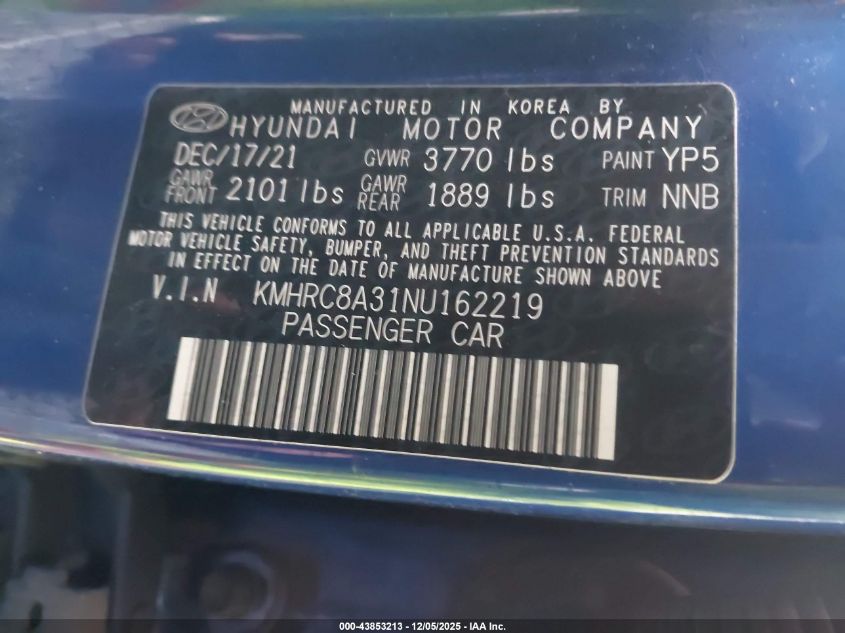 MANUFACTURED IN KOREA BY
HYUNDAI MOTOR COMPANY
DEC/17/21 GVWR 3770 lbs PAINT YP5
GAWR FRONT 2101 lbs GAWR REAR 1889 lbs TRIM NNB
THIS VEHICLE CONFORMS TO ALL APPLICABLE U.S.A. FEDERAL
MOTOR VEHICLE SAFETY, BUMPER, AND THEFT PREVENTION STANDARDS
IN EFFECT ON THE DATE OF MANUFACTURE SHOWN ABOVE
V.I.N KMHRC8A31NU162219
PASSENGER CAR
000-43853213 - 12/05/2025 - IAA Inc.